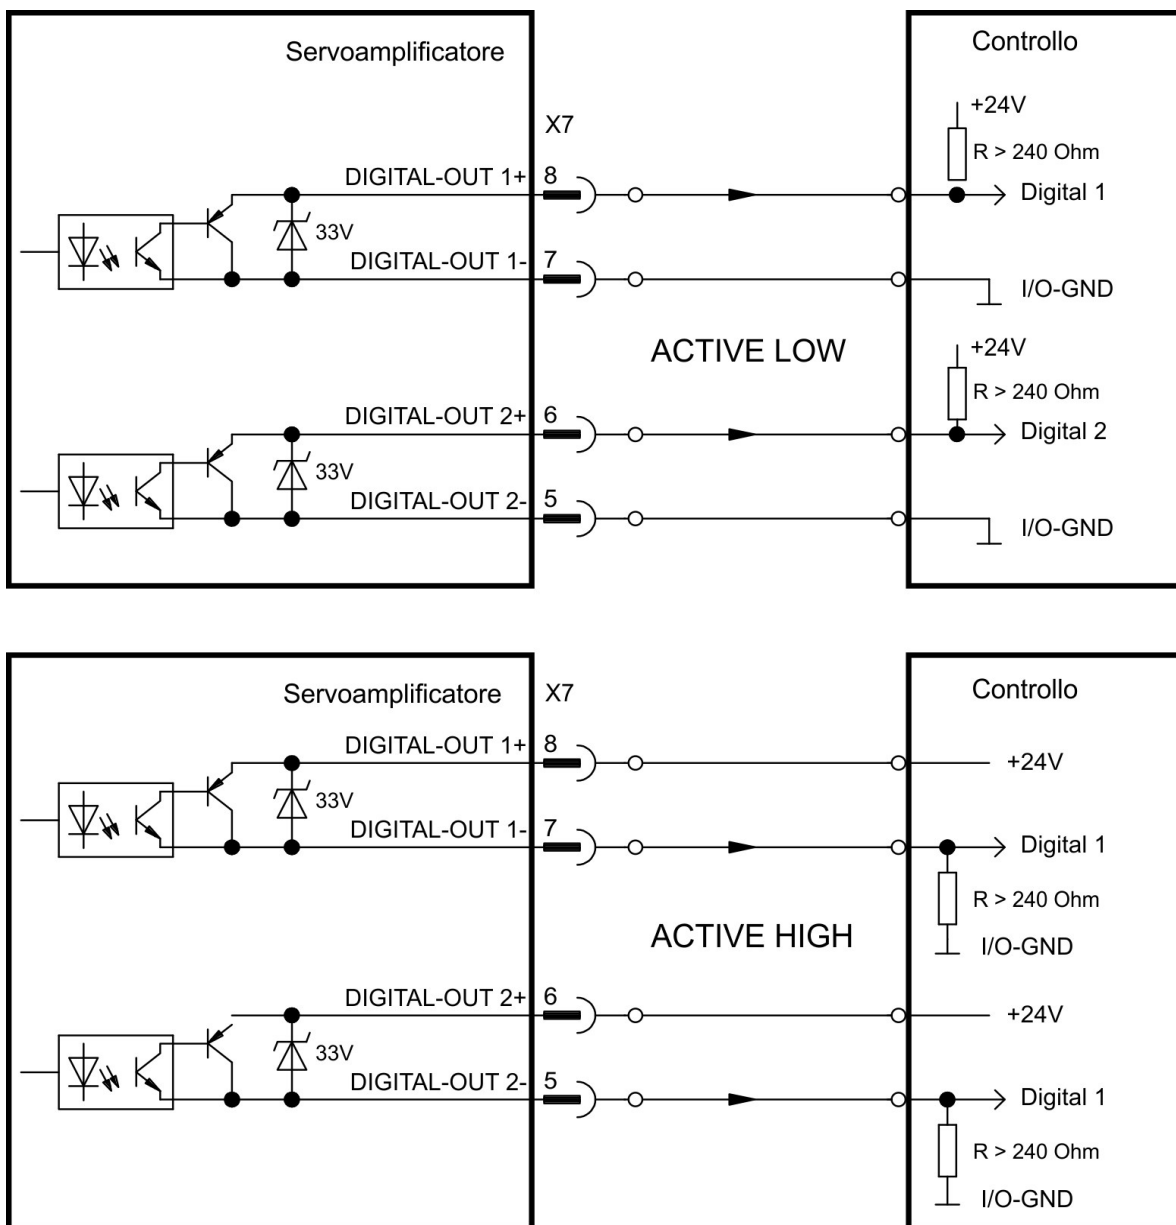 Servoamplificatore
Controllo
X7
+24V
R > 240 Ohm
DIGITAL-OUT 1+
8
Digital 1
33V
DIGITAL-OUT 1-
7
I/O-GND
ACTIVE LOW
+24V
R > 240 Ohm
DIGITAL-OUT 2+
6
Digital 2
33V
DIGITAL-OUT 2-
5
I/O-GND
Servoamplificatore
X7
Controllo
DIGITAL-OUT 1+
8
+24V
33V
DIGITAL-OUT 1-
7
Digital 1
R > 240 Ohm
ACTIVE HIGH
I/O-GND
DIGITAL-OUT 2+
6
+24V
33V
DIGITAL-OUT 2-
5
Digital 1
R > 240 Ohm
I/O-GND